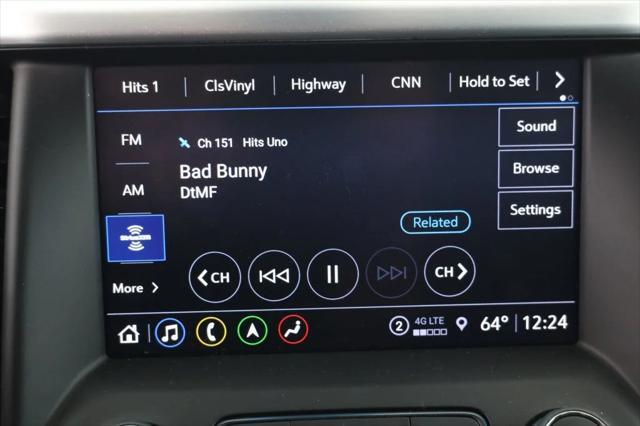 Hits 1 ClsVinyl Highway CNN Hold to Set
FM
Ch 151 Hits Uno
Sound
Bad Bunny
Browse
AM
DtMF
Settings
SiriusXM
Related
More
CH
CH
2 4G LTE 64° 12:24